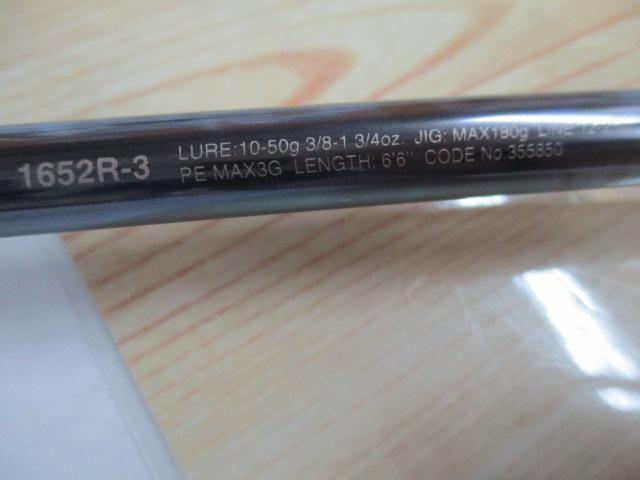 1652R-3
LURE:10-50g 3/8-1 3/4oz. JIG: MAX180g LINE
PE MAX3G LENGTH: 6'6" CODE No.355850